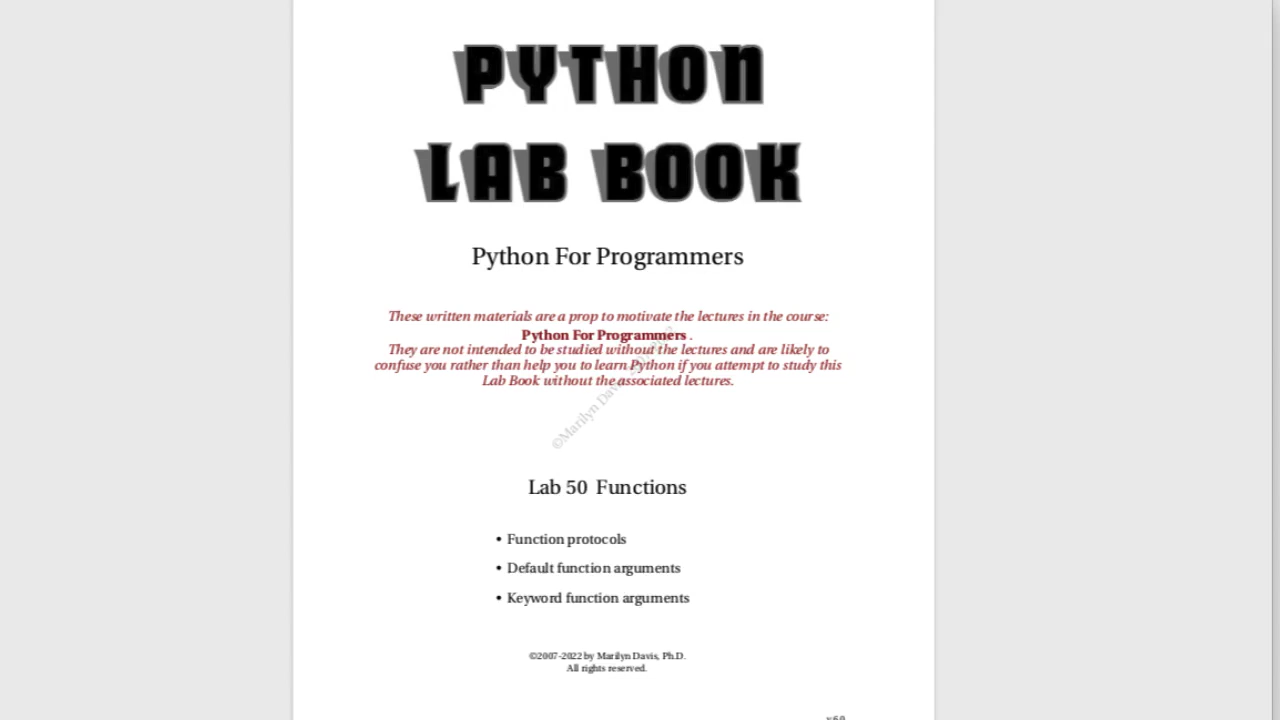 PYTHON
LAB BOOK
Python For Programmers
These written materials are a prop to motivate the lectures in the course:
Python For Programmers .
They are not intended to be studied without the lectures and are likely to
confuse you rather than help you to learn Python if you attempt to study this
Lab Book without the associated lectures.
©Marilyn
Lab 50 Functions
• Function protocols
• Default function arguments
• Keyword function arguments
©2007-2022 by Marilyn Davis, Ph.D.
All rights reserved.